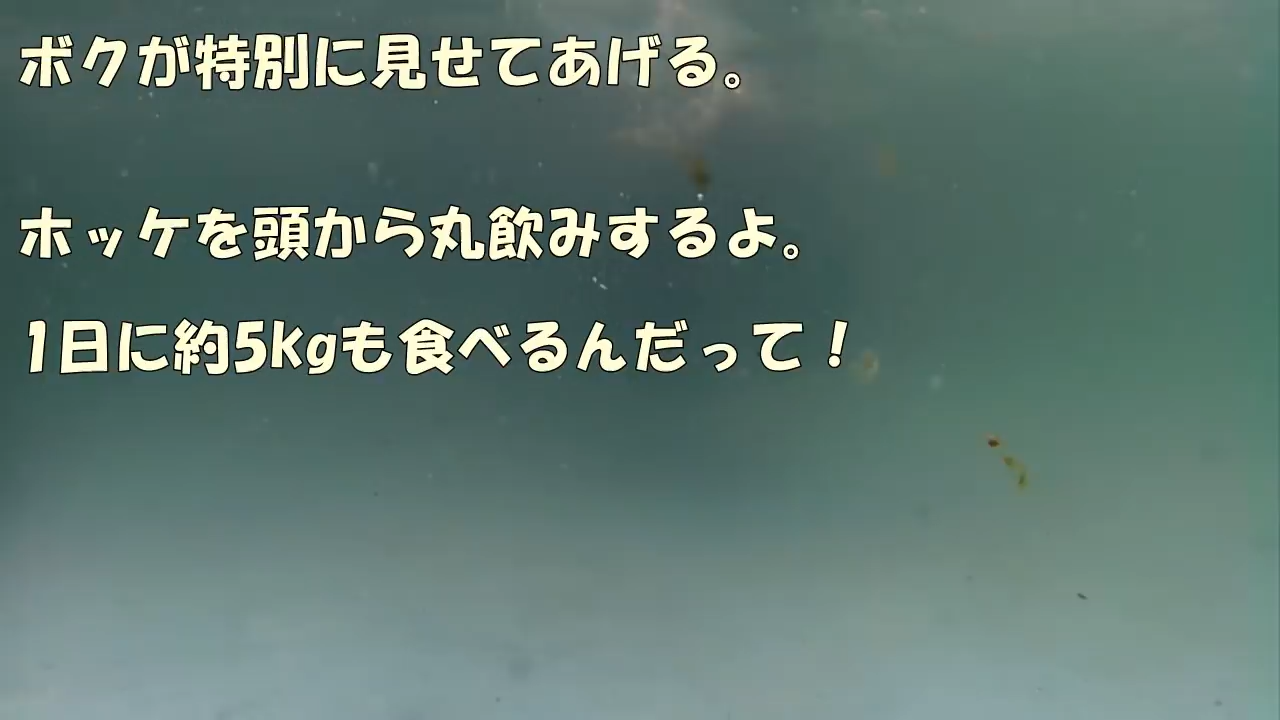 ボクが特別に見せてあげる。
ホッケを頭から丸飲みするよ。
1日に約5kgも食べるんだって！